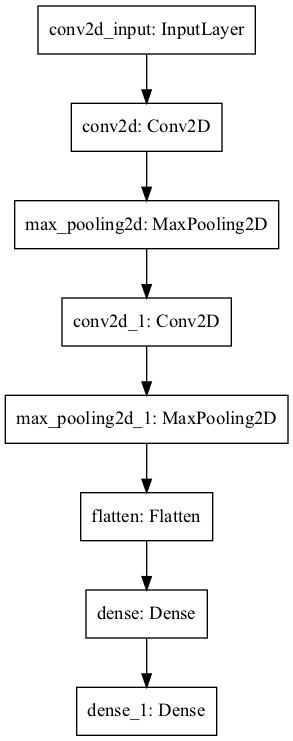 conv2d_input: InputLayer
conv2d: Conv2D
max_pooling2d: MaxPooling2D
conv2d_1: Conv2D
max_pooling2d_1: MaxPooling2D
flatten: Flatten
dense: Dense
dense_1: Dense